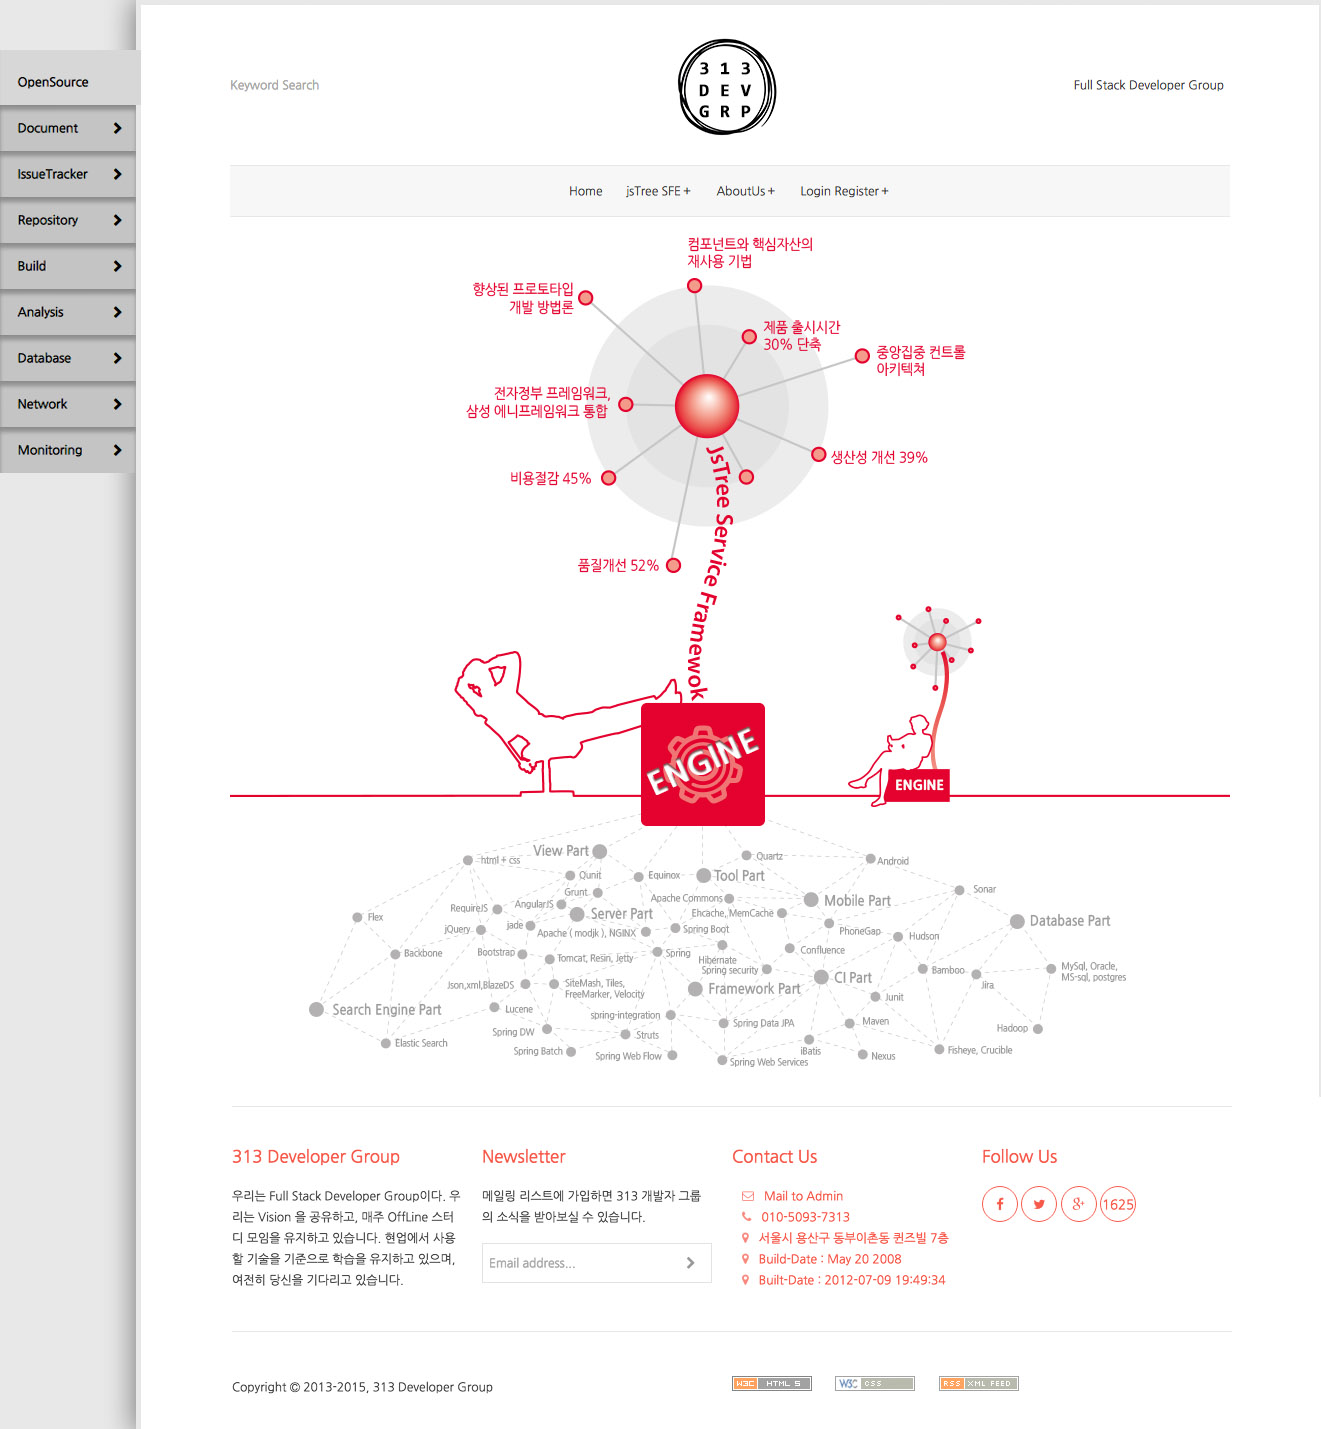 OpenSource
Document
IssueTracker
Repository
Build
Analysis
Database
Network
Monitoring
Keyword Search
3 1 3
D E V
G R P
Full Stack Developer Group
Home
jsTree SFE +
AboutUs +
Login Register +
컴포넌트와 핵심자산의
재사용 기법
향상된 프로토타입
개발 방법론
제품 출시시간
30% 단축
중앙집중 컨트롤
아키텍쳐
전자정부 프레임워크,
삼성 에니프레임워크 통합
생산성 개선 39%
비용절감 45%
품질개선 52%
JsTree Service Framewok
ENGINE
ENGINE
html + css
View Part
Quartz
Android
Qunit
Equinox
Tool Part
Grunt
Apache Commons
Sonar
RequireJS
AngularJS
Server Part
Ehcache, MemCache
Mobile Part
Flex
jQuery
jade
Apache ( modjk ), NGINX
Spring Boot
PhoneGap
Hudson
Database Part
Backbone
Bootstrap
Tomcat, Resin, Jetty
Spring
Hibernate
Confluence
Spring security
Bamboo
Jira
MySql, Oracle,
MS-sql, postgres
Json,xml,BlazeDS
SiteMash, Tiles,
FreeMarker, Velocity
Framework Part
CI Part
Junit
Search Engine Part
Lucene
spring-integration
Spring Data JPA
Maven
Hadoop
Elastic Search
Spring DW
Struts
Spring Batch
Spring Web Flow
Spring Web Services
iBatis
Nexus
Fisheye, Crucible
313 Developer Group
우리는 Full Stack Developer Group이다. 우
리는 Vision 을 공유하고, 매주 OffLine 스터
디 모임을 유지하고 있습니다. 현업에서 사용
할 기술을 기준으로 학습을 유지하고 있으며,
여전히 당신을 기다리고 있습니다.
Newsletter
메일링 리스트에 가입하면 313 개발자 그룹
의 소식을 받아보실 수 있습니다.
Email address...
Contact Us
Mail to Admin
010-5093-7313
서울시 용산구 동부이촌동 퀸즈빌 7층
Build-Date : May 20 2008
Built-Date : 2012-07-09 19:49:34
Follow Us
1625
Copyright © 2013-2015, 313 Developer Group
W3C HTML 5
W3C CSS
RSS XML FEED